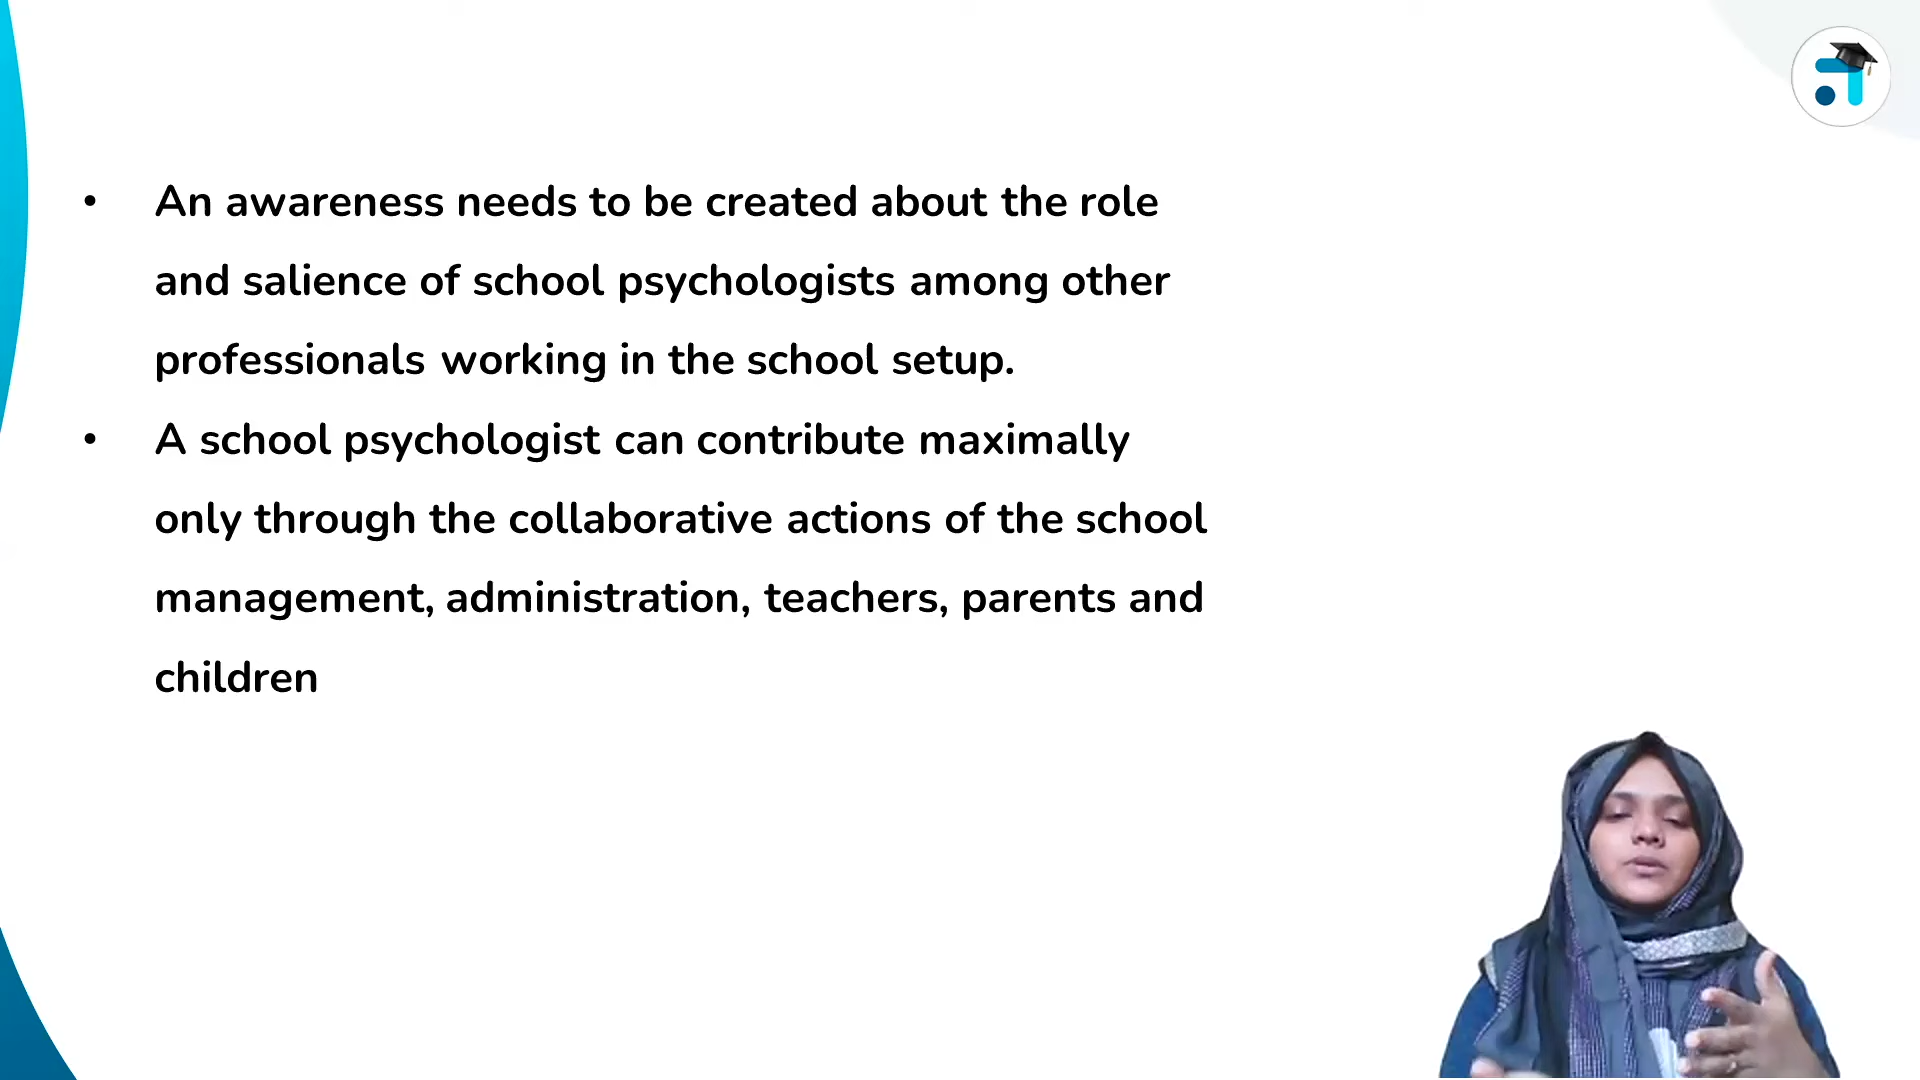 • An awareness needs to be created about the role
and salience of school psychologists among other
professionals working in the school setup.
• A school psychologist can contribute maximally
only through the collaborative actions of the school
management, administration, teachers, parents and
children